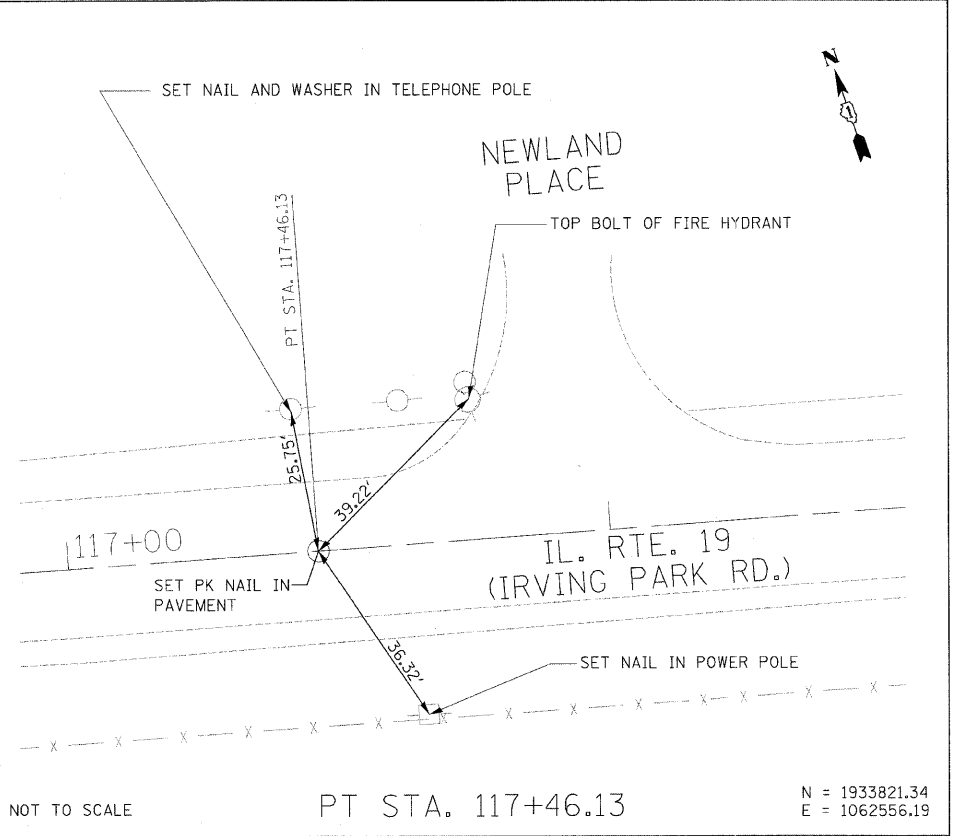 SET NAIL AND WASHER IN TELEPHONE POLE
N
1
NEWLAND
PLACE
PT STA. 117+46.13
TOP BOLT OF FIRE HYDRANT
25.75'
39.22'
117+00
IL. RTE. 19
(IRVING PARK RD.)
SET PK NAIL IN
PAVEMENT
36.32'
SET NAIL IN POWER POLE
X X X X X X X X X X X X X X
NOT TO SCALE
PT STA. 117+46.13
N = 1933821.34
E = 1062556.19